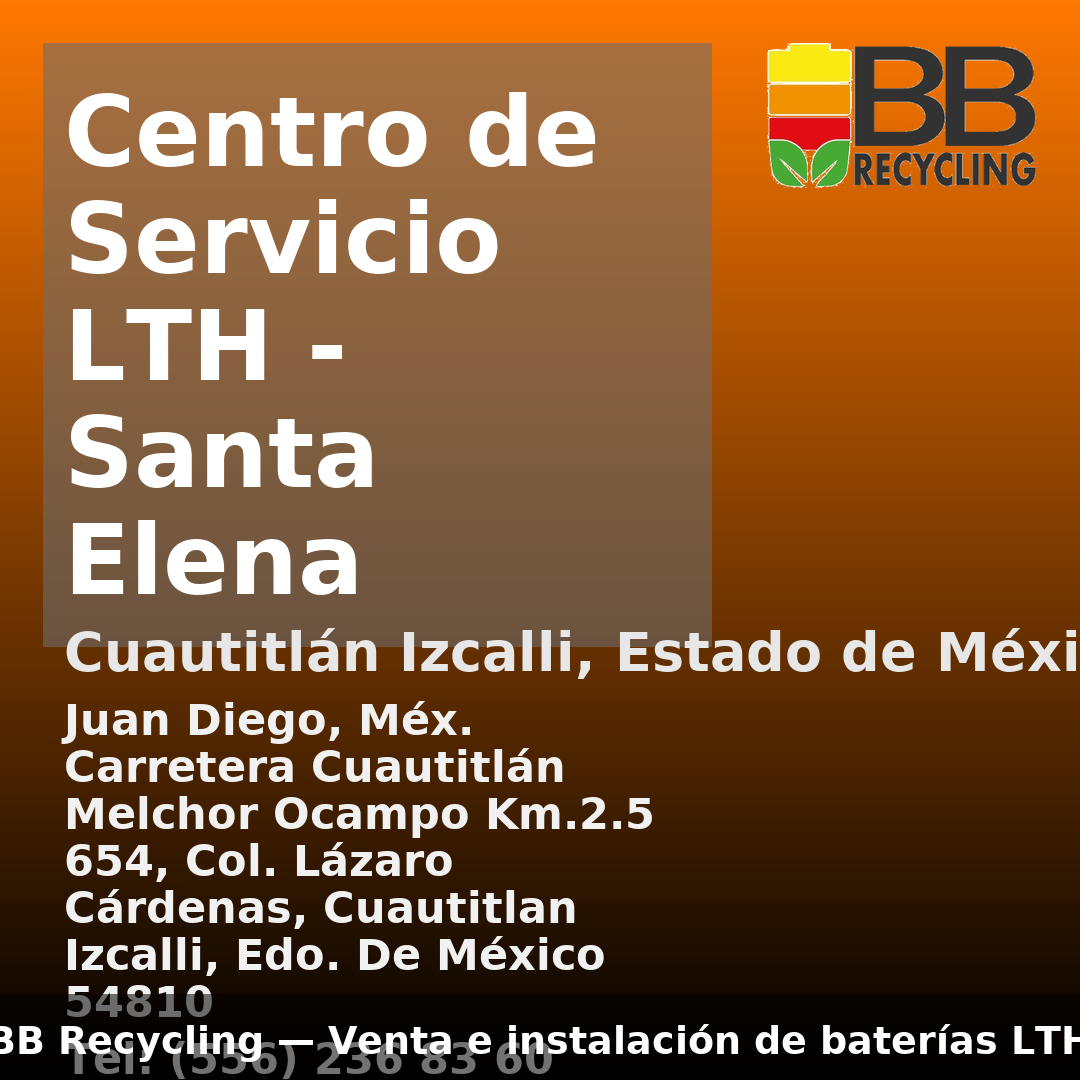 Centro de
Servicio
LTH -
Santa
Elena
BB
RECYCLING
Cuautitlán Izcalli, Estado de Méxi
Juan Diego, Méx.
Carretera Cuautitlán
Melchor Ocampo Km.2.5
654, Col. Lázaro
Cárdenas, Cuautitlan
Izcalli, Edo. De México
54810
BB Recycling — Venta e instalación de baterías LTH
Tel: (556) 236 83 60